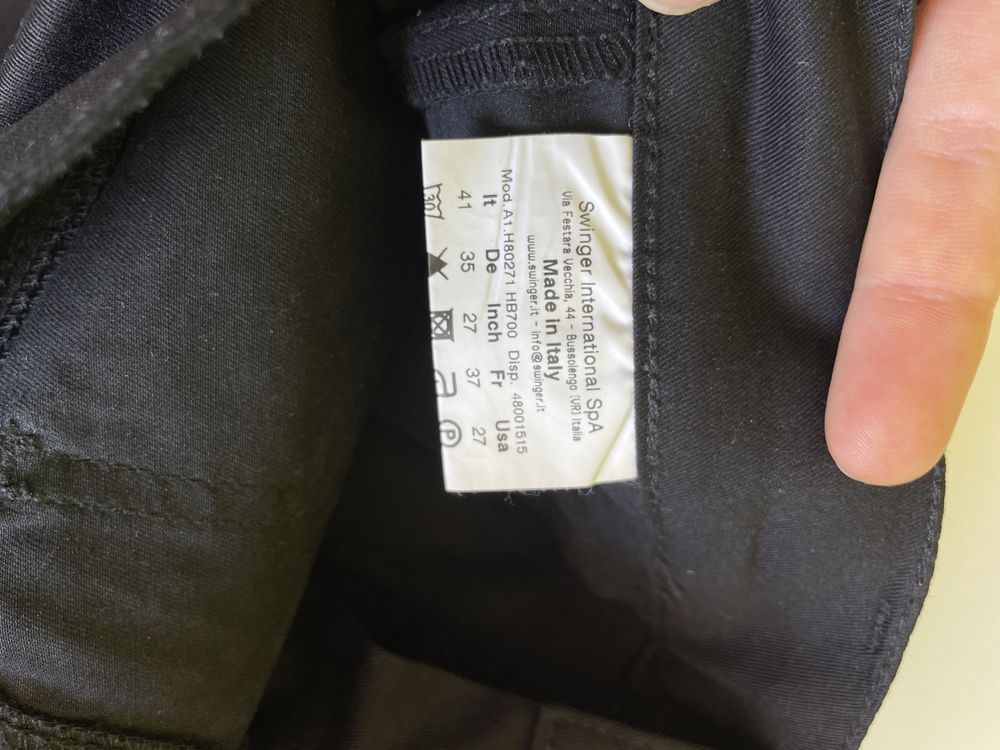 Swinger International SpA
Via Festara Vecchia, 44 - Bussolengo (VR) Italia
Made in Italy
www.swinger.it - info@swinger.it
Mod. A1.H80271 HB700 Disp. 48001515
It De Inch Fr Usa
41 35 27 37 27
30 P